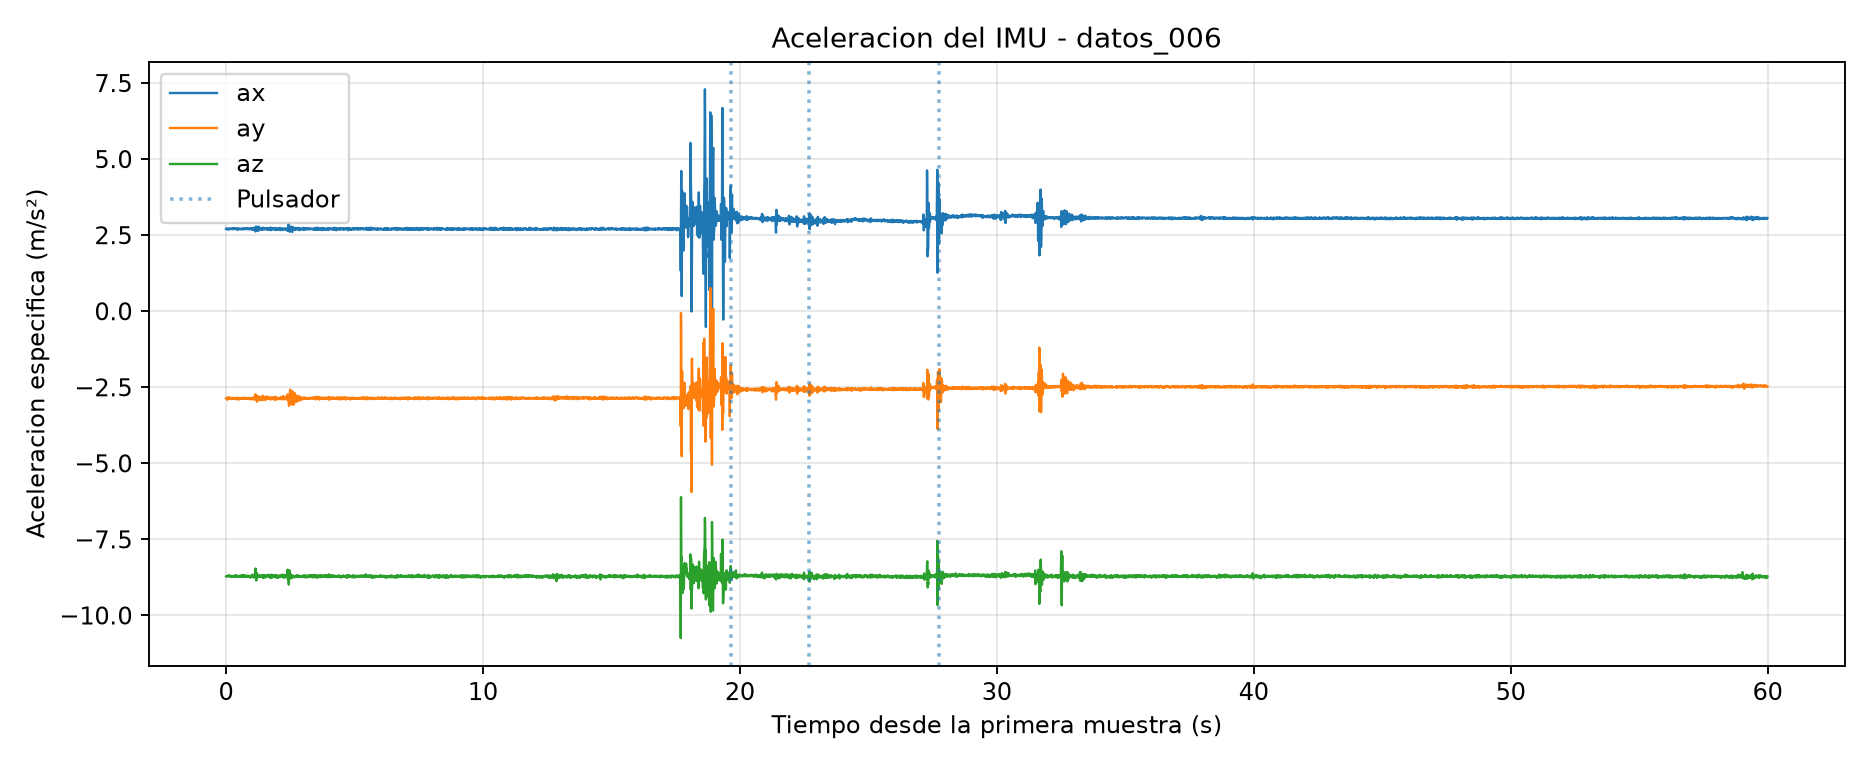 Aceleracion del IMU - datos_006
ax
ay
az
Pulsador
Aceleracion especifica (m/s²)
7.5
5.0
2.5
0.0
−2.5
−5.0
−7.5
−10.0
0 10 20 30 40 50 60
Tiempo desde la primera muestra (s)